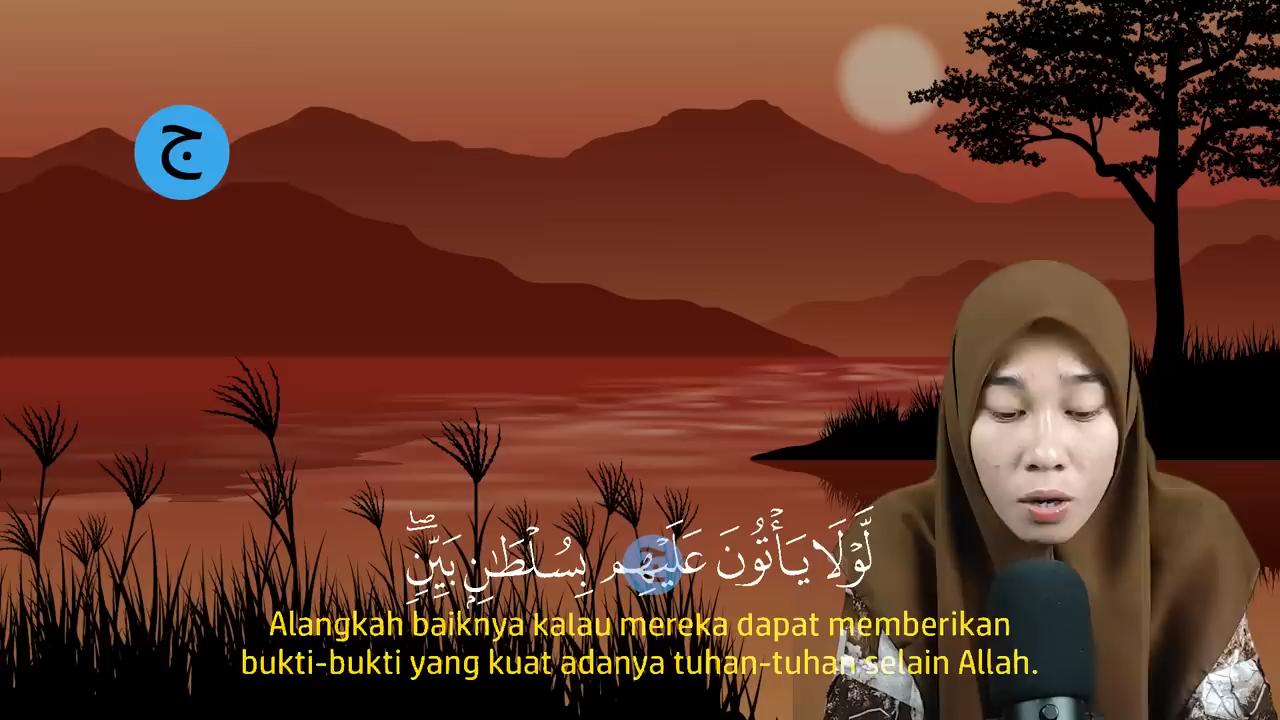 ج
لَّوۡلَا يَأۡتُونَ عَلَيۡهِم بِسُلۡطَٰنِۭ بَيِّنٖۖ
Alangkah baiknya kalau mereka dapat memberikan
bukti-bukti yang kuat adanya tuhan-tuhan selain Allah.